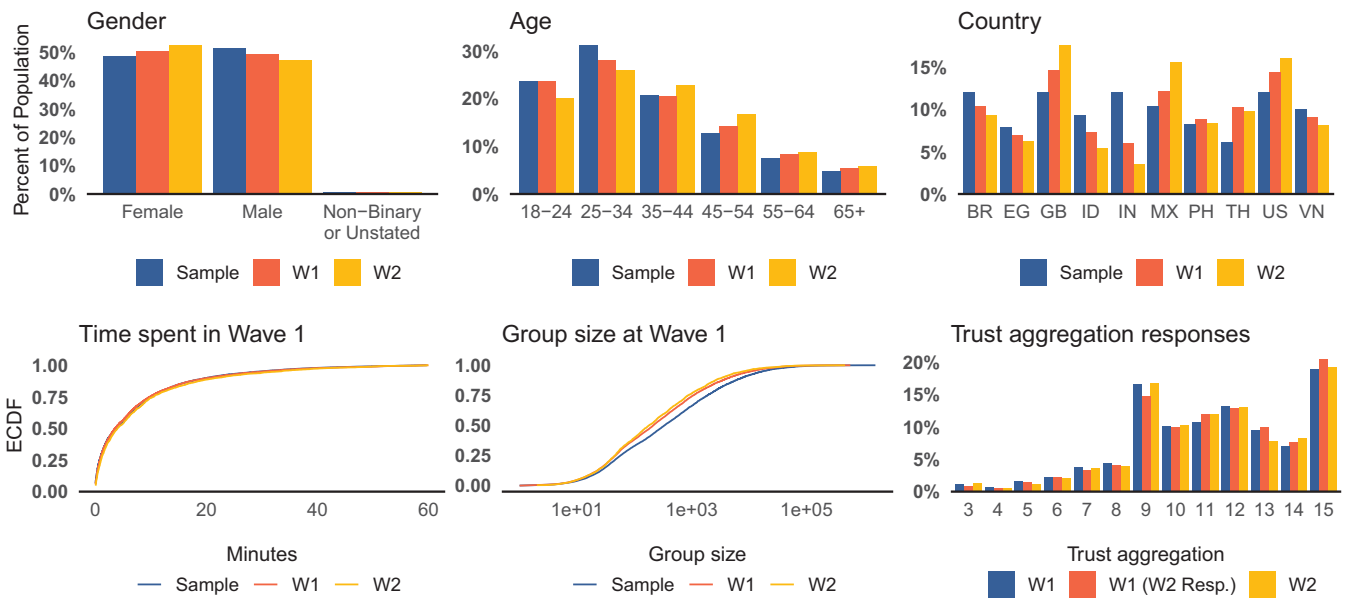 Gender
Percent of Population
50%
40%
30%
20%
10%
0%
Female Male Non−Binary
or Unstated
Sample W1 W2
Age
30%
20%
10%
0%
18−24 25−34 35−44 45−54 55−64 65+
Sample W1 W2
Country
15%
10%
5%
0%
BR EG GB ID IN MX PH TH US VN
Sample W1 W2
Time spent in Wave 1
ECDF
1.00
0.75
0.50
0.25
0.00
0 20 40 60
Minutes
Sample W1 W2
Group size at Wave 1
1.00
0.75
0.50
0.25
0.00
1e+01 1e+03 1e+05
Group size
Sample W1 W2
Trust aggregation responses
20%
15%
10%
5%
0%
3 4 5 6 7 8 9 10 11 12 13 14 15
Trust aggregation
W1 W1 (W2 Resp.) W2